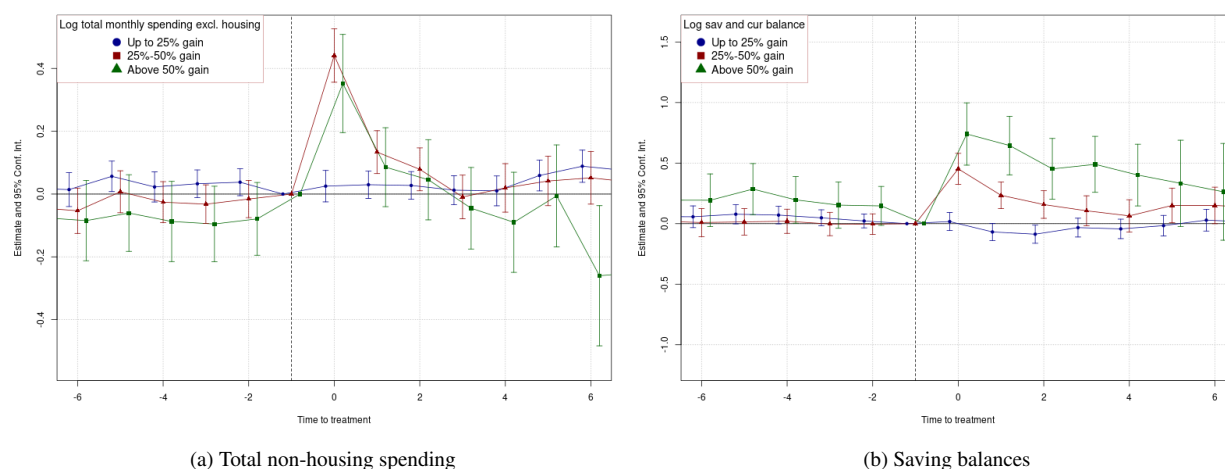 Log total monthly spending excl. housing
Up to 25% gain
25%-50% gain
Above 50% gain
Estimate and 95% Conf. Int.
0.4
0.2
0.0
-0.2
-0.4
-6
-4
-2
0
2
4
6
Time to treatment
(a) Total non-housing spending
Log sav and cur balance
Up to 25% gain
25%-50% gain
Above 50% gain
Estimate and 95% Conf. Int.
1.5
1.0
0.5
0.0
-0.5
-1.0
-6
-4
-2
0
2
4
6
Time to treatment
(b) Saving balances